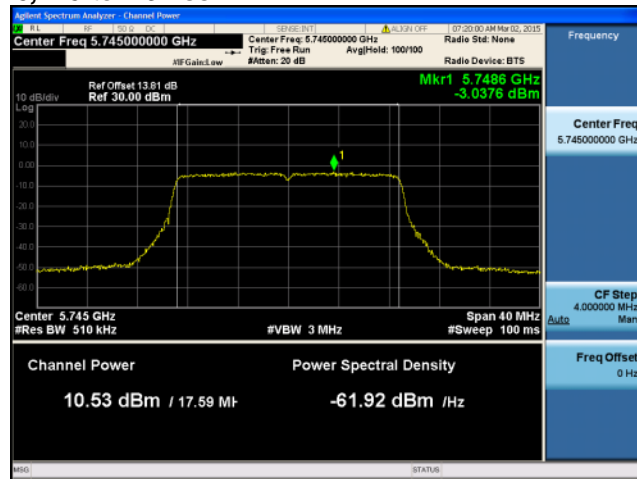 Agilent Spectrum Analyzer - Channel Power
RL RF 50 Ω DC SENSE:INT ALIGN OFF 07:20:00 AM Mar 02, 2015
Center Freq 5.745000000 GHz
Center Freq: 5.745000000 GHz
Radio Std: None
Trig: Free Run Avg|Hold: 100/100
#IFGain:Low #Atten: 20 dB Radio Device: BTS
Frequency
Mkr1 5.7486 GHz
-3.0376 dBm
Ref Offset 13.81 dB
10 dB/div Ref 30.00 dBm
Log
20.0
10.0
0.00
-10.0
-20.0
-30.0
-40.0
-50.0
-60.0
1
Center 5.745 GHz Span 40 MHz
#Res BW 510 kHz #VBW 3 MHz #Sweep 100 ms
Channel Power Power Spectral Density
10.53 dBm / 17.59 MH -61.92 dBm /Hz
Center Freq
5.745000000 GHz
CF Step
4.000000 MHz
Auto Man
Freq Offset
0 Hz
MSG STATUS